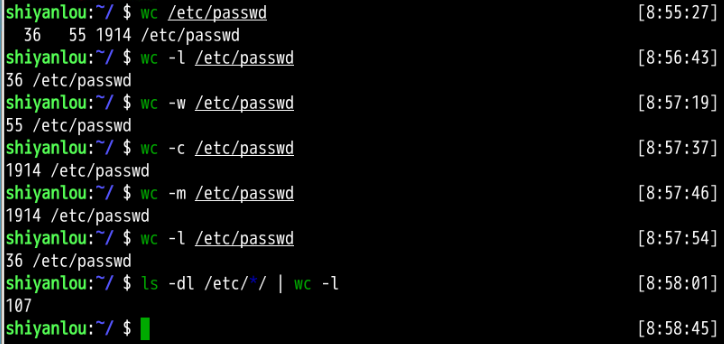 shiyanlou:~/ $ wc /etc/passwd [8:55:27]
  36   55 1914 /etc/passwd
shiyanlou:~/ $ wc -l /etc/passwd [8:56:43]
36 /etc/passwd
shiyanlou:~/ $ wc -w /etc/passwd [8:57:19]
55 /etc/passwd
shiyanlou:~/ $ wc -c /etc/passwd [8:57:37]
1914 /etc/passwd
shiyanlou:~/ $ wc -m /etc/passwd [8:57:46]
1914 /etc/passwd
shiyanlou:~/ $ wc -l /etc/passwd [8:57:54]
36 /etc/passwd
shiyanlou:~/ $ ls -dl /etc/*/ | wc -l [8:58:01]
107
shiyanlou:~/ $ [8:58:45]